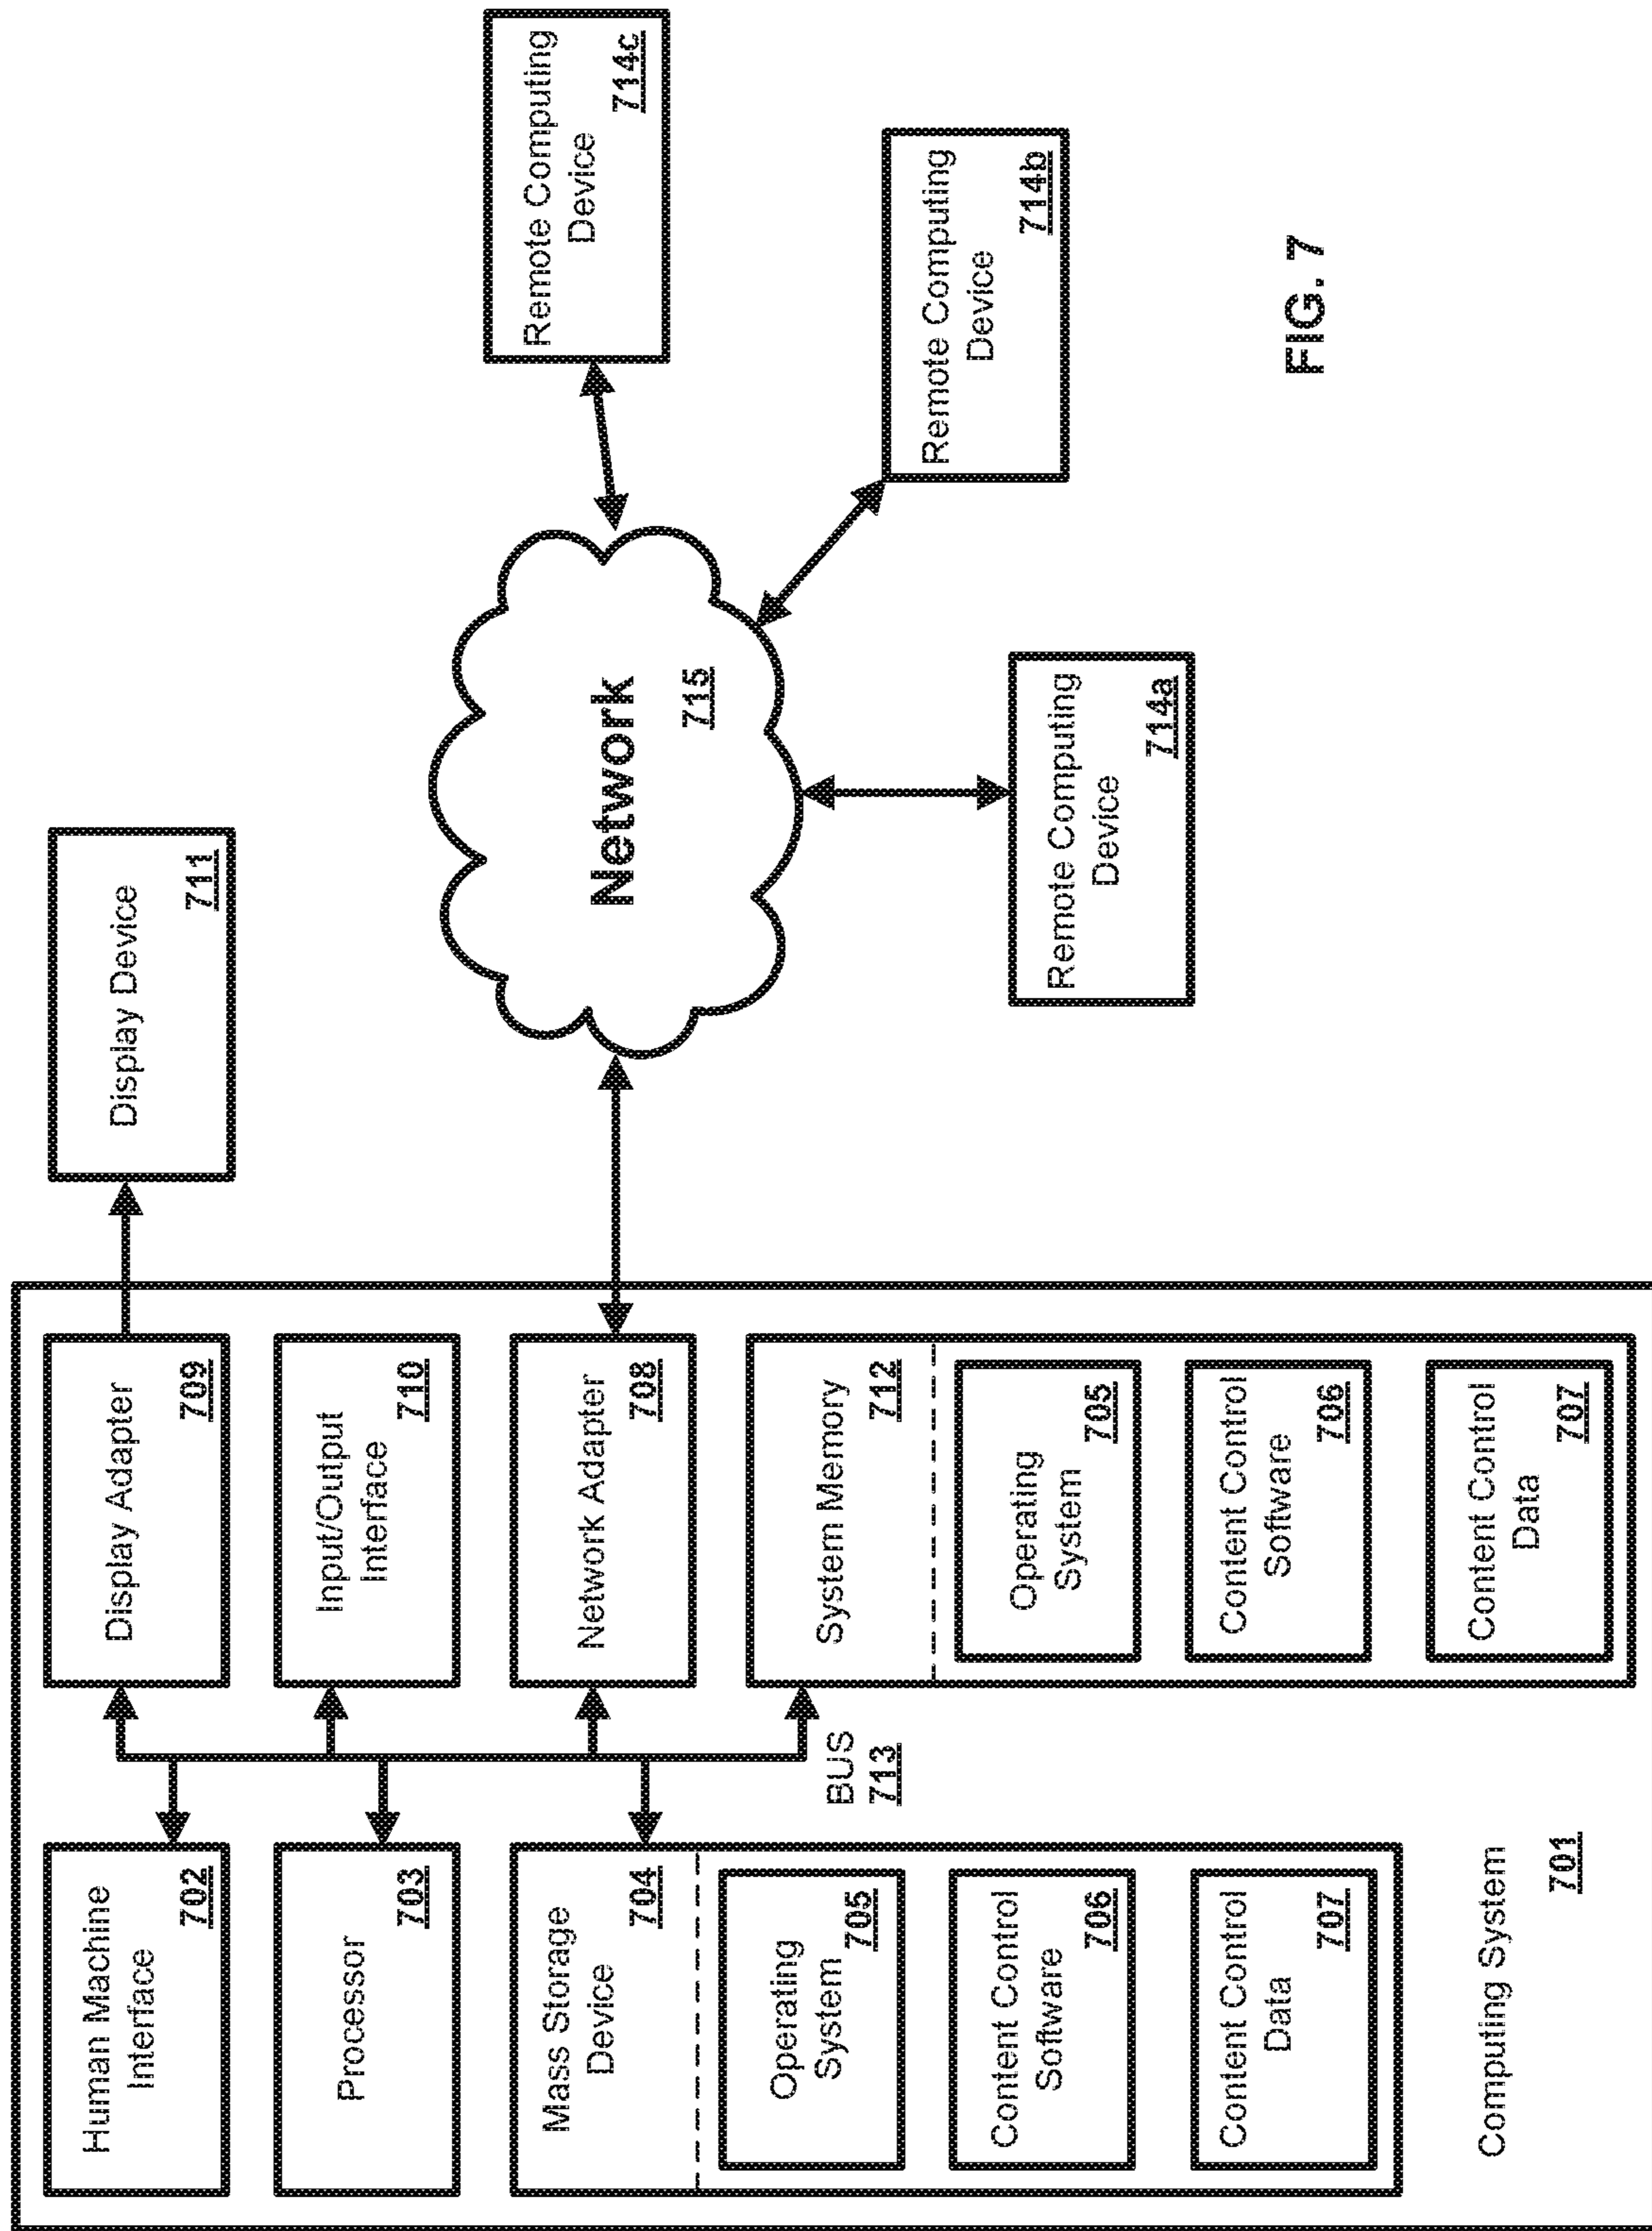 Human Machine
Interface
702
Processor
703
Mass Storage
Device
704
Operating
System
705
Content Control
Software
706
Content Control
Data
707
Computing System
701
Display Adapter
709
Input/Output
Interface
710
Network Adapter
708
BUS
713
System Memory
712
Operating
System
705
Content Control
Software
706
Content Control
Data
707
Display Device
711
Network
715
Remote Computing
Device
714a
Remote Computing
Device
714b
Remote Computing
Device
714c
FIG. 7